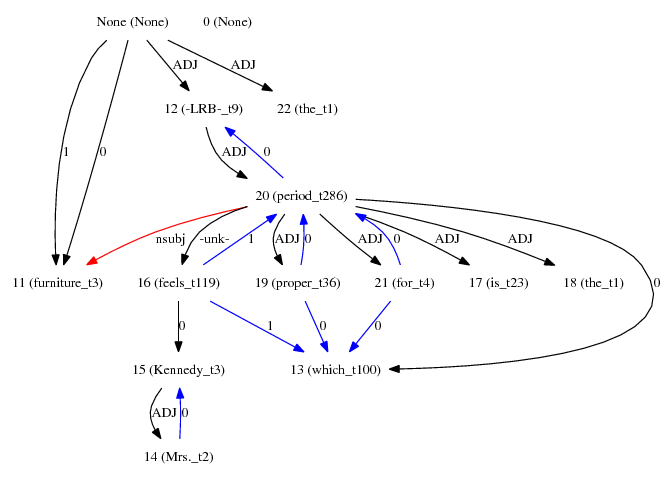 None (None) 0 (None)
ADJ ADJ
12 (-LRB-_t9) 22 (the_t1)
1 0 ADJ 0
20 (period_t286)
nsubj -unk- 1 ADJ 0 ADJ 0 ADJ ADJ
11 (furniture_t3) 16 (feels_t119) 19 (proper_t36) 21 (for_t4) 17 (is_t23) 18 (the_t1) 0
0 1 0 0
15 (Kennedy_t3) 13 (which_t100)
ADJ 0
14 (Mrs._t2)